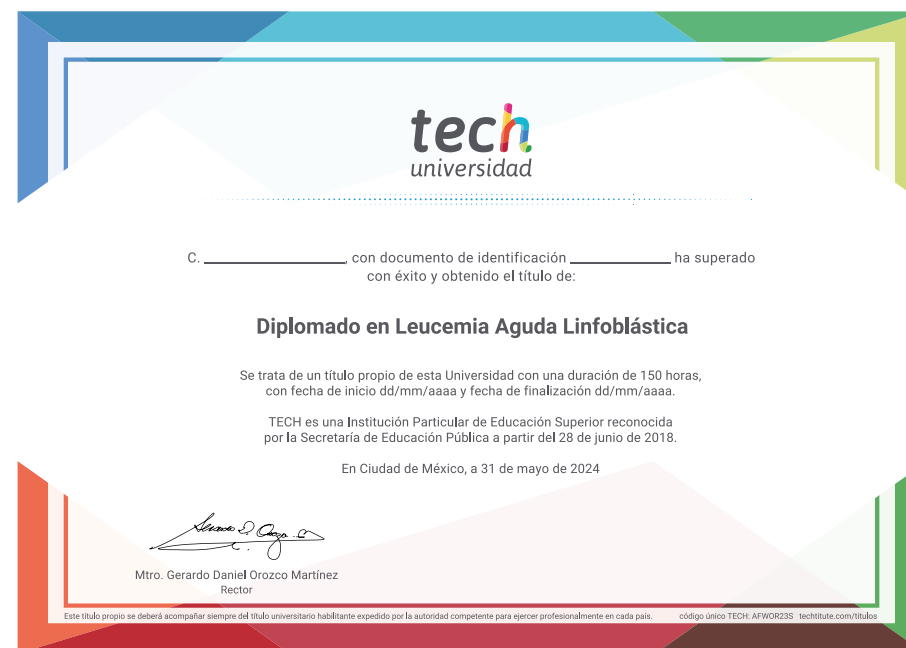 tech
universidad
C. ____________, con documento de identificación ____________ ha superado
con éxito y obtenido el título de:
Diplomado en Leucemia Aguda Linfoblástica
Se trata de un título propio de esta Universidad con una duración de 150 horas,
con fecha de inicio dd/mm/aaaa y fecha de finalización dd/mm/aaaa.
TECH es una Institución Particular de Educación Superior reconocida
por la Secretaría de Educación Pública a partir del 28 de junio de 2018.
En Ciudad de México, a 31 de mayo de 2024
Mtro. Gerardo Daniel Orozco Martínez
Rector
Este título propio se deberá acompañar siempre del título universitario habilitante expedido por la autoridad competente para ejercer profesionalmente en cada país. código único TECH: AFWOR23S techtitute.com/titulos